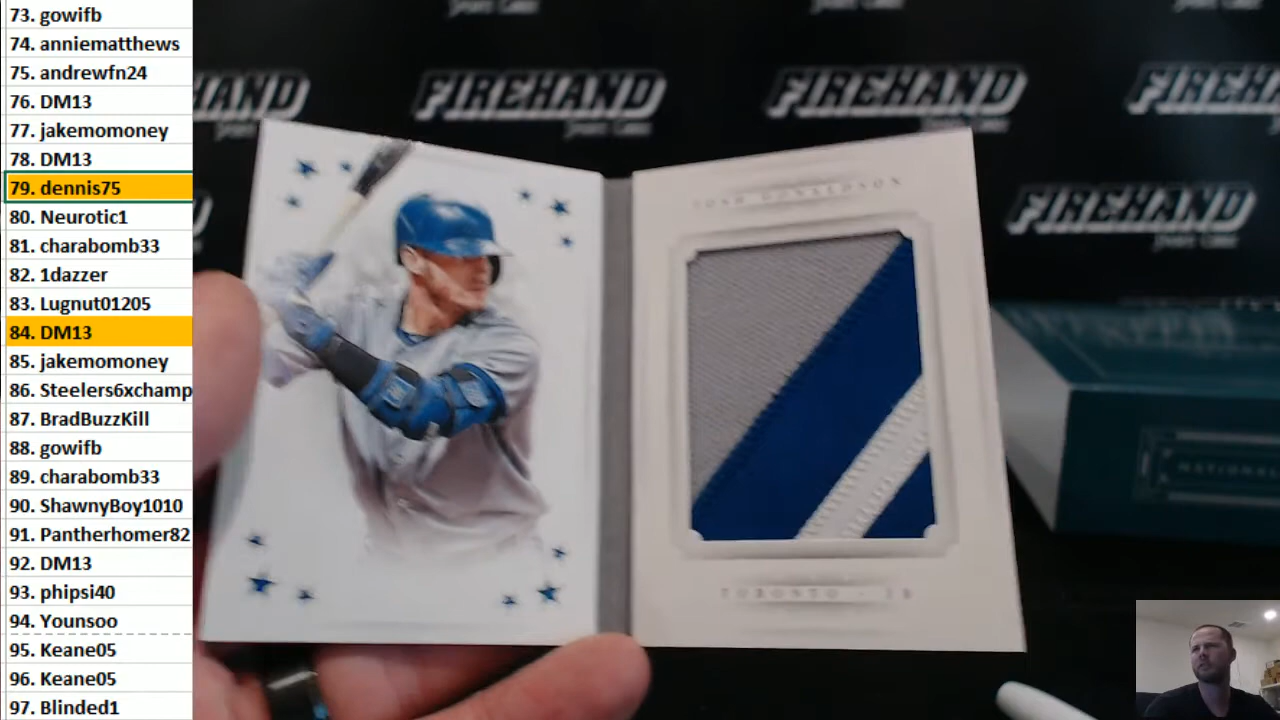 73. gowifb
74. anniematthews
75. andrewfn24
76. DM13
77. jakemomoney
78. DM13
79. dennis75
80. Neurotic1
81. charabomb33
82. 1dazzer
83. Lugnut01205
84. DM13
85. jakemomoney
86. Steelers6xchamp
87. BradBuzzKill
88. gowifb
89. charabomb33
90. ShawnyBoy1010
91. Pantherhomer82
92. DM13
93. phipsi40
94. Younsoo
95. Keane05
96. Keane05
97. Blinded1
FIREHAND
FIREHAND
FIREHAND
JOSH DONALDSON
TORONTO - 3B
NATIONAL